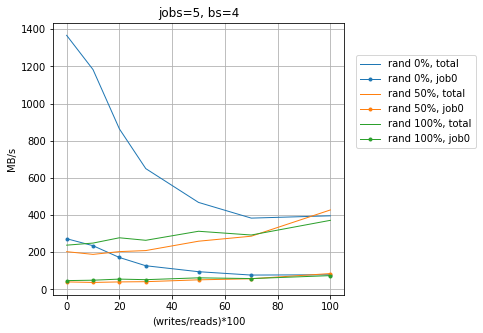 jobs=5, bs=4
1400
1200
1000
800
600
400
200
0
MB/s
0
20
40
60
80
100
(writes/reads)*100
rand 0%, total
rand 0%, job0
rand 50%, total
rand 50%, job0
rand 100%, total
rand 100%, job0